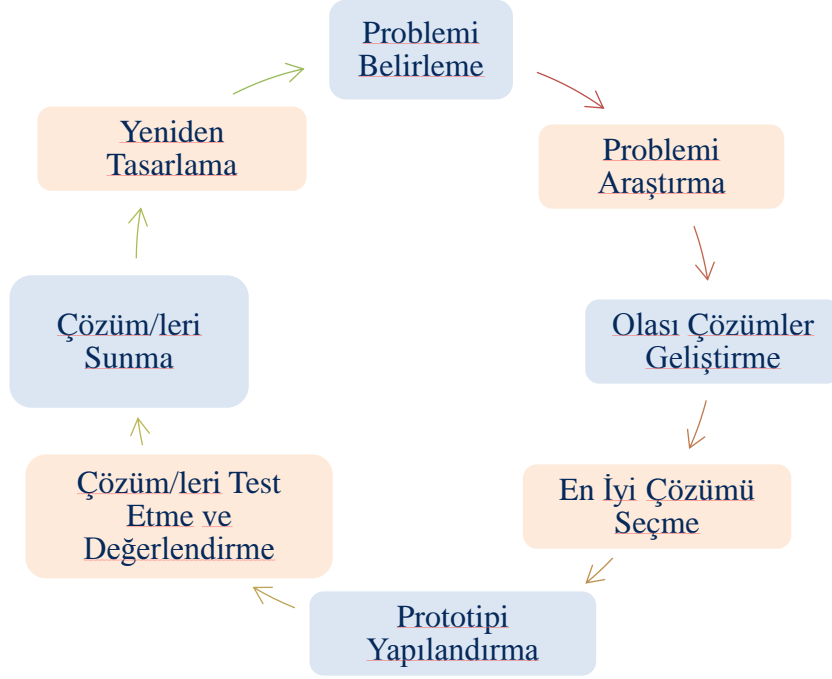 Problemi
Belirleme
Problemi
Araştırma
Olası Çözümler
Geliştirme
En İyi Çözümü
Seçme
Prototipi
Yapılandırma
Çözüm/leri Test
Etme ve
Değerlendirme
Çözüm/leri
Sunma
Yeniden
Tasarlama